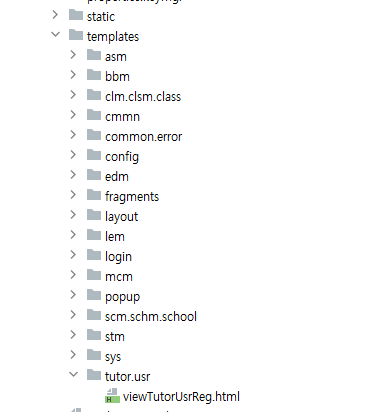 static
templates
asm
bbm
clm.clsm.class
cmmn
common.error
config
edm
fragments
layout
lem
login
mcm
popup
scm.schm.school
stm
sys
tutor.usr
H
viewTutorUsrReg.html